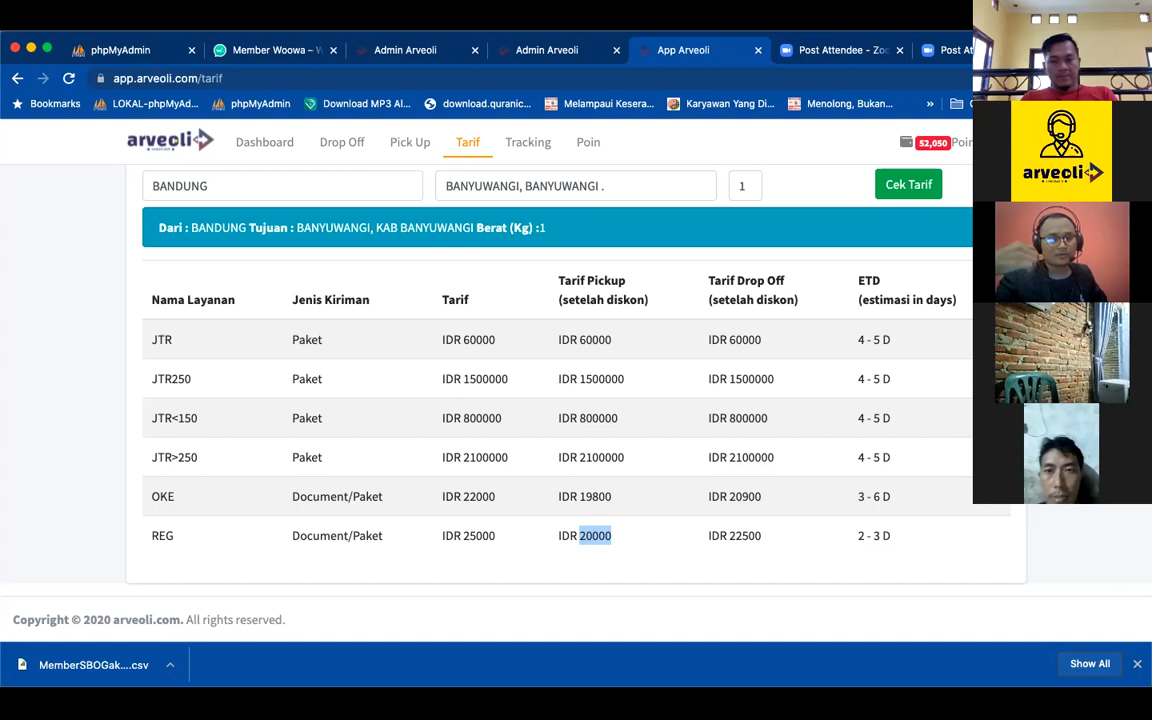 phpMyAdmin
Member Woowa – W
Admin Arveoli
Admin Arveoli
App Arveoli
Post Attendee - Zoo
Post At
app.arveoli.com/tarif
Bookmarks
LOKAL-phpMyAd...
phpMyAdmin
Download MP3 Al...
download.quranic...
Melampaui Kesera...
Karyawan Yang Di...
Menolong, Bukan...
»
arveoli
Dashboard
Drop Off
Pick Up
Tarif
Tracking
Poin
52,050 Poin
BANDUNG
BANYUWANGI, BANYUWANGI .
1
Cek Tarif
Dari : BANDUNG Tujuan : BANYUWANGI, KAB BANYUWANGI Berat (Kg) :1
Nama Layanan Jenis Kiriman Tarif Tarif Pickup (setelah diskon) Tarif Drop Off (setelah diskon) ETD (estimasi in days)
JTR Paket IDR 60000 IDR 60000 IDR 60000 4 - 5 D
JTR250 Paket IDR 1500000 IDR 1500000 IDR 1500000 4 - 5 D
JTR<150 Paket IDR 800000 IDR 800000 IDR 800000 4 - 5 D
JTR>250 Paket IDR 2100000 IDR 2100000 IDR 2100000 4 - 5 D
OKE Document/Paket IDR 22000 IDR 19800 IDR 20900 3 - 6 D
REG Document/Paket IDR 25000 IDR 20000 IDR 22500 2 - 3 D
Copyright © 2020 arveoli.com. All rights reserved.
MemberSBOGak....csv
Show All
arveoli